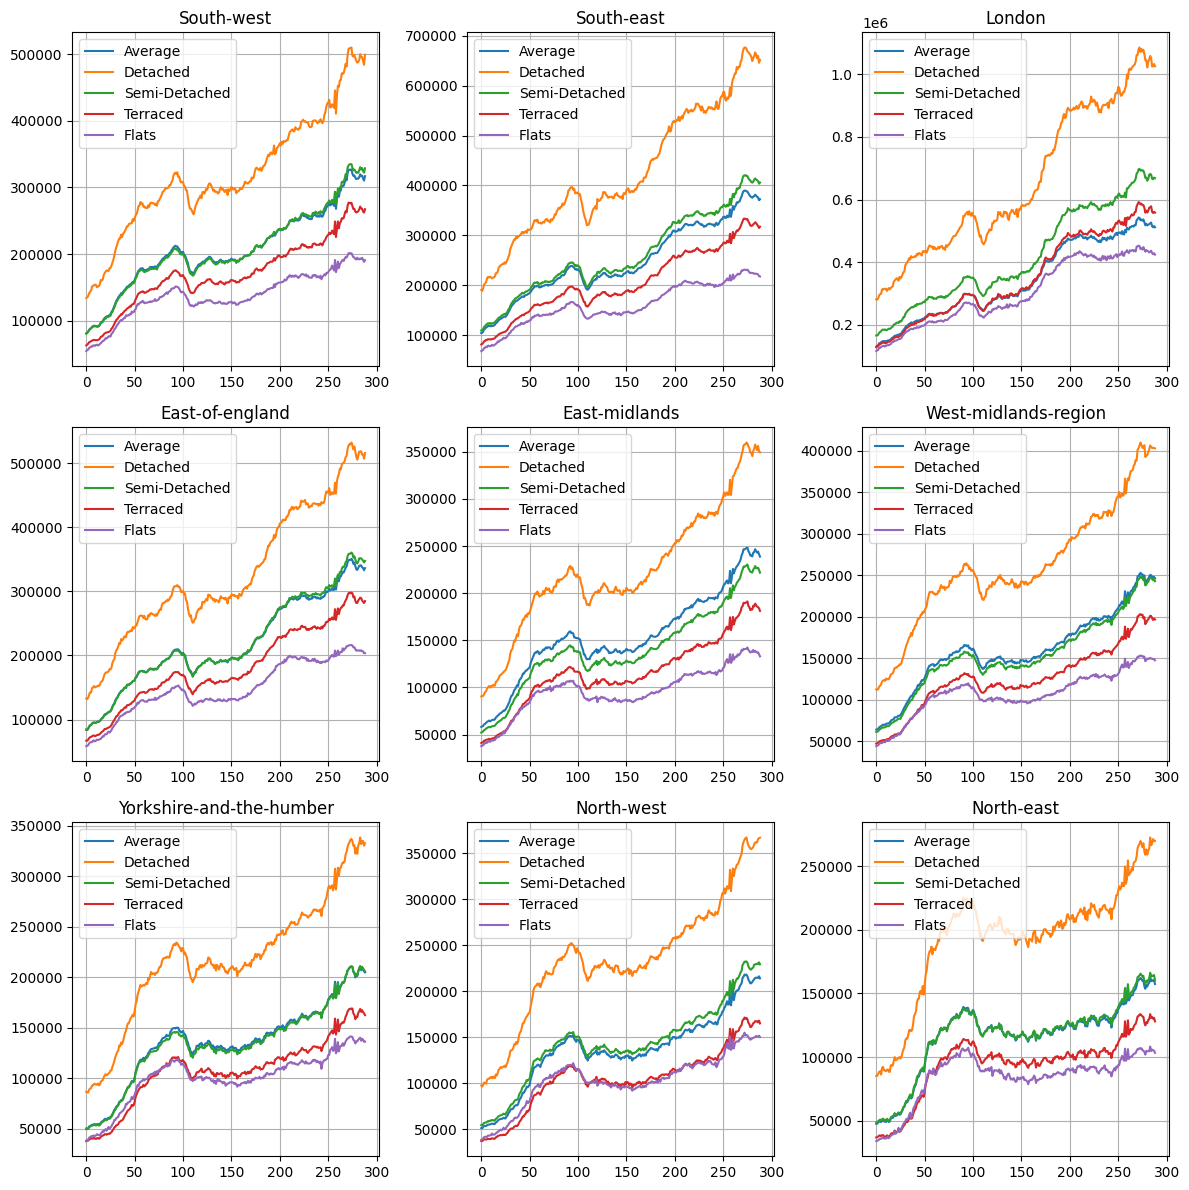 South-west
Average
Detached
Semi-Detached
Terraced
Flats
500000
400000
300000
200000
100000
0 50 100 150 200 250 300
South-east
Average
Detached
Semi-Detached
Terraced
Flats
700000
600000
500000
400000
300000
200000
100000
0 50 100 150 200 250 300
London
1e6
Average
Detached
Semi-Detached
Terraced
Flats
1.0
0.8
0.6
0.4
0.2
0 50 100 150 200 250 300
East-of-england
Average
Detached
Semi-Detached
Terraced
Flats
500000
400000
300000
200000
100000
0 50 100 150 200 250 300
East-midlands
Average
Detached
Semi-Detached
Terraced
Flats
350000
300000
250000
200000
150000
100000
50000
0 50 100 150 200 250 300
West-midlands-region
Average
Detached
Semi-Detached
Terraced
Flats
400000
350000
300000
250000
200000
150000
100000
50000
0 50 100 150 200 250 300
Yorkshire-and-the-humber
Average
Detached
Semi-Detached
Terraced
Flats
350000
300000
250000
200000
150000
100000
50000
0 50 100 150 200 250 300
North-west
Average
Detached
Semi-Detached
Terraced
Flats
350000
300000
250000
200000
150000
100000
50000
0 50 100 150 200 250 300
North-east
Average
Detached
Semi-Detached
Terraced
Flats
250000
200000
150000
100000
50000
0 50 100 150 200 250 300